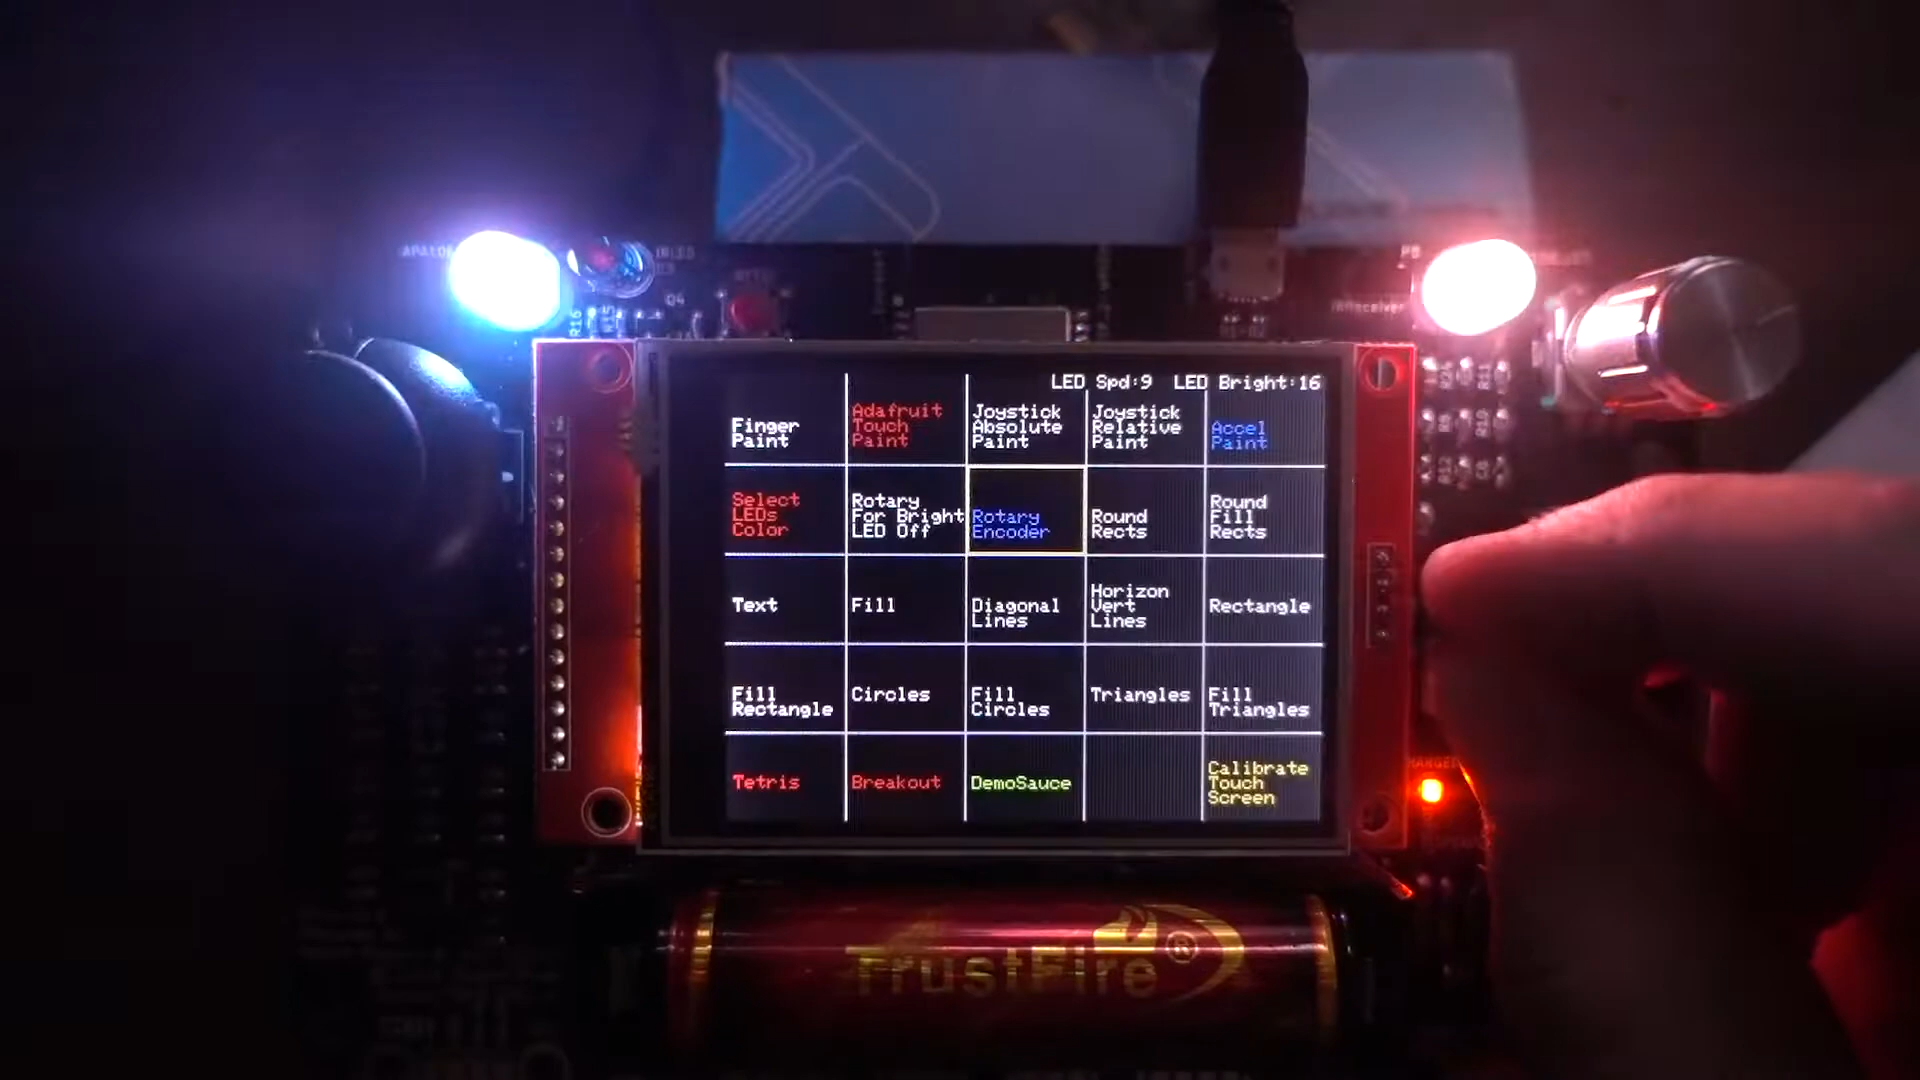 LED Spd:9 LED Bright:16
Finger
Paint
Adafruit
Touch
Paint
Joystick
Absolute
Paint
Joystick
Relative
Paint
Accel
Paint
Select
LEDs
Color
Rotary
For Bright
LED Off
Rotary
Encoder
Round
Rects
Round
Fill
Rects
Text
Fill
Diagonal
Lines
Horizon
Vert
Lines
Rectangle
Fill
Rectangle
Circles
Fill
Circles
Triangles
Fill
Triangles
Tetris
Breakout
DemoSauce
Calibrate
Touch
Screen
TrustFire®
IRReceiver
Q4
R16